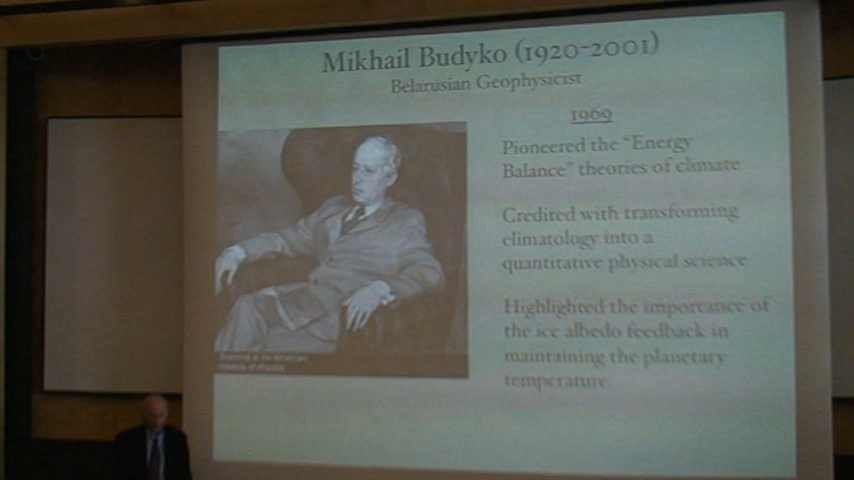 Mikhail Budyko (1920-2001)
Belarusian Geophysicist
1969
Pioneered the “Energy
Balance” theories of climate
Credited with transforming
climatology into a
quantitative physical science
Highlighted the importance of
the ice albedo feedback in
maintaining the planetary
temperature.